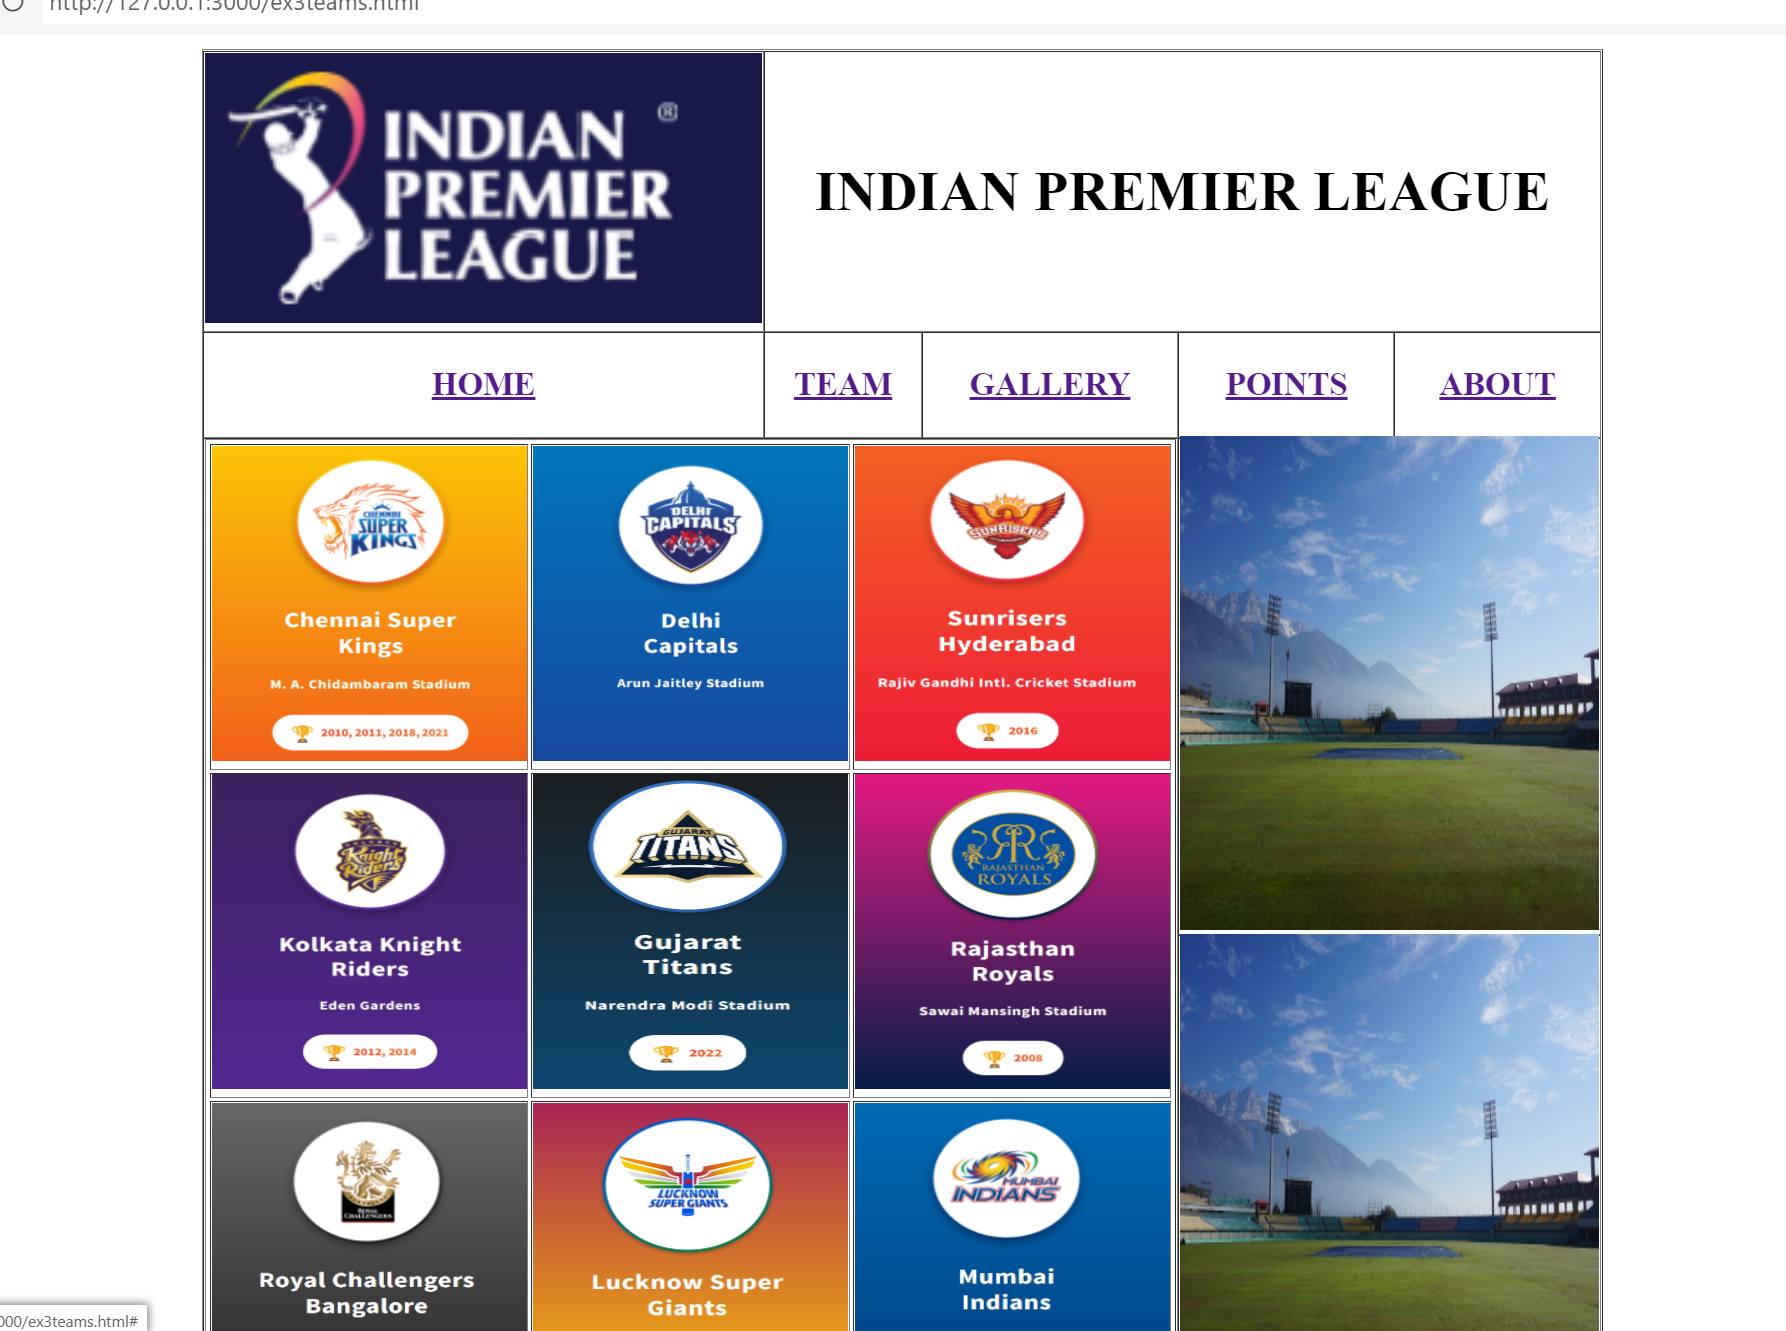 http://127.0.0.1:3000/ex3teams.html
INDIAN
PREMIER
LEAGUE
®
INDIAN PREMIER LEAGUE
HOME
TEAM
GALLERY
POINTS
ABOUT
CHENNAI
SUPER
KINGS
Chennai Super
Kings
M. A. Chidambaram Stadium
2010, 2011, 2018, 2021
DELHI
CAPITALS
Delhi
Capitals
Arun Jaitley Stadium
SUNRISERS
Sunrisers
Hyderabad
Rajiv Gandhi Intl. Cricket Stadium
2016
Knight
Riders
Kolkata Knight
Riders
Eden Gardens
2012, 2014
GUJARAT
TITANS
Gujarat
Titans
Narendra Modi Stadium
2022
RR
RAJASTHAN
ROYALS
Rajasthan
Royals
Sawai Mansingh Stadium
2008
ROYAL
CHALLENGERS
Royal Challengers
Bangalore
LUCKNOW
SUPER GIANTS
Lucknow Super
Giants
MUMBAI
INDIANS
Mumbai
Indians
000/ex3teams.html#